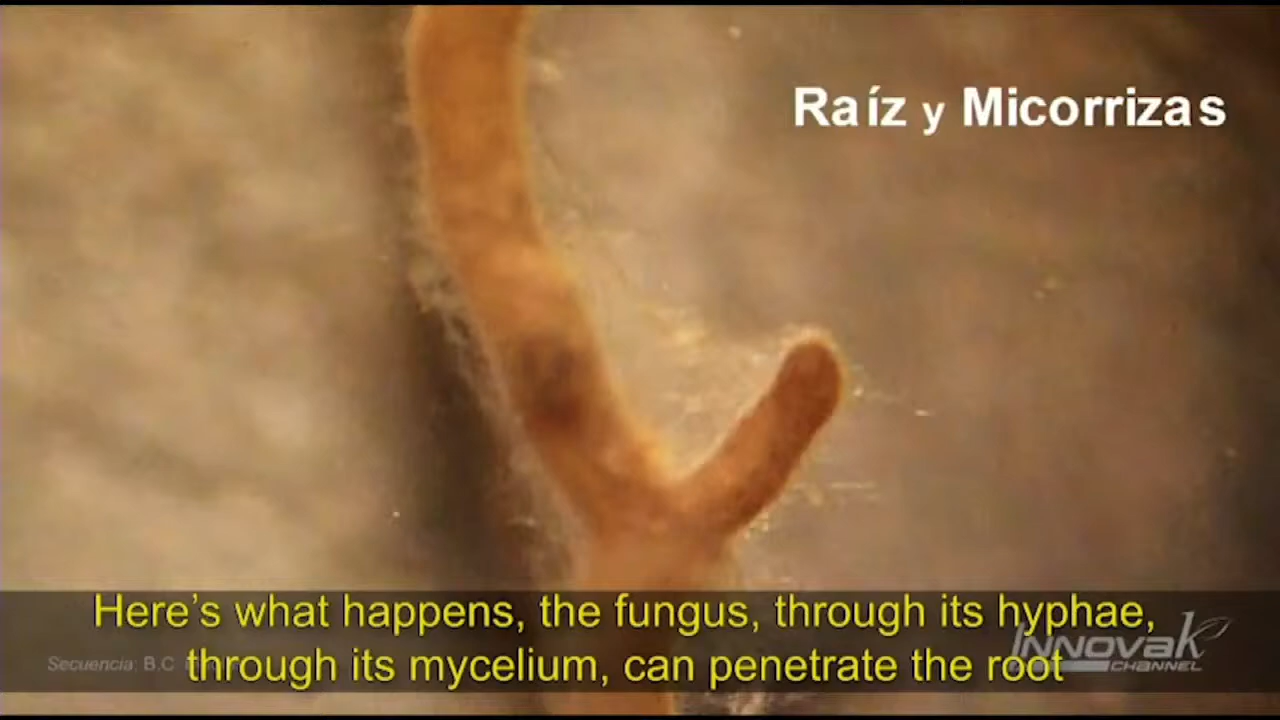 Raíz y Micorrizas
Here's what happens, the fungus, through its hyphae,
through its mycelium, can penetrate the root
Secuencia: B.C
Innovak
CHANNEL